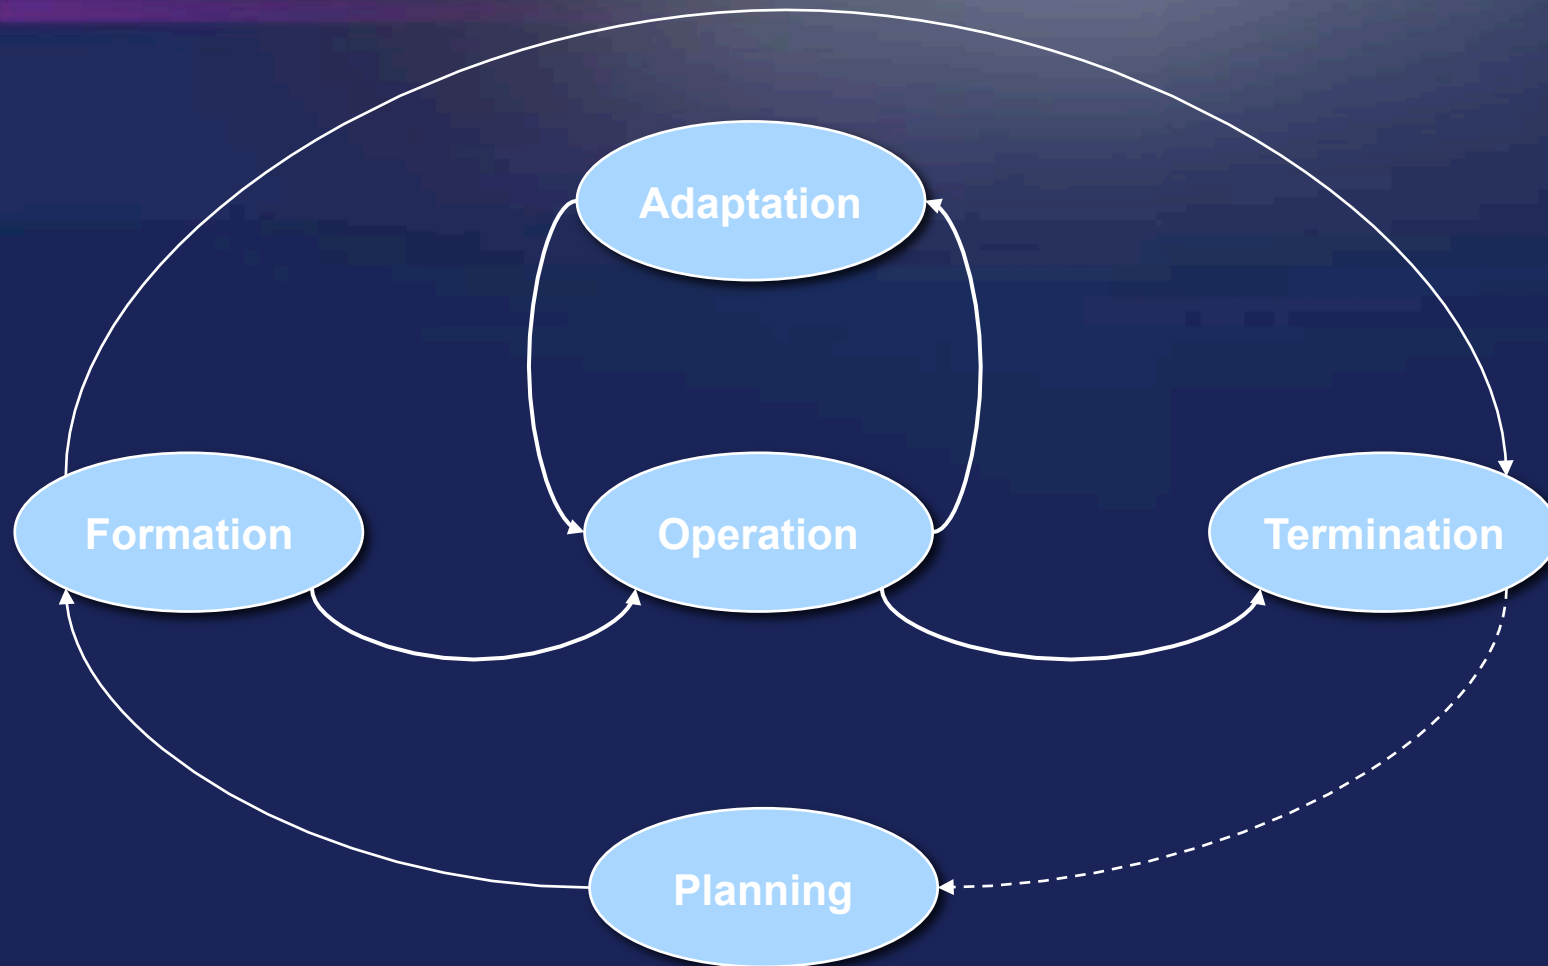 Adaptation
Formation
Operation
Termination
Planning